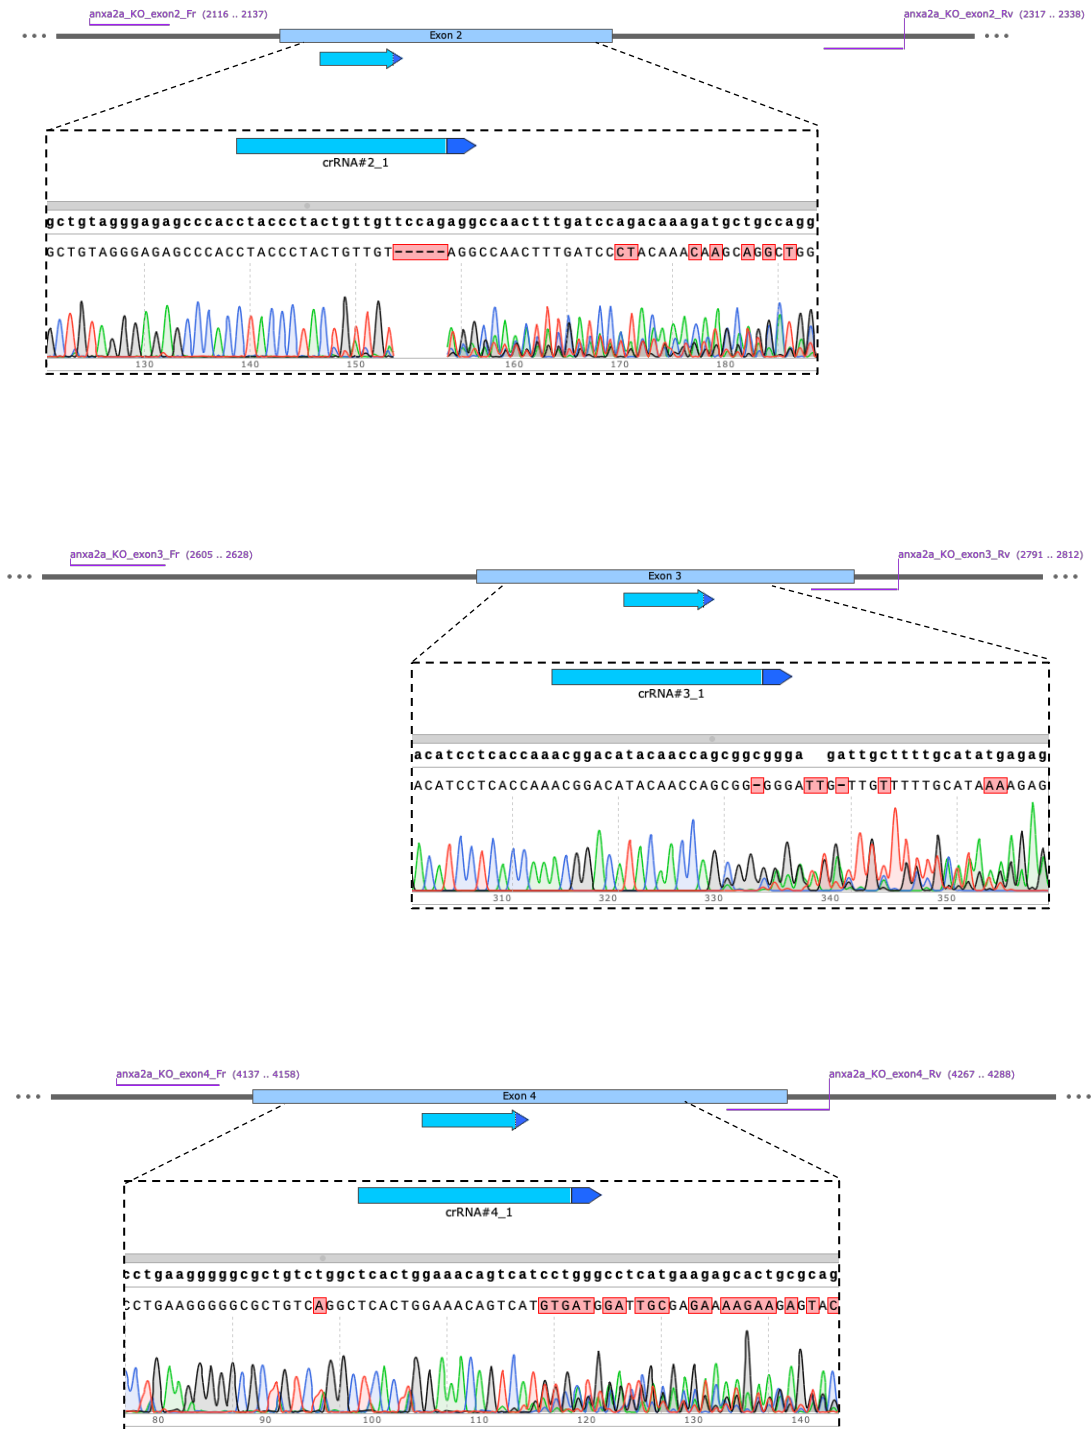 anxa2a_KO_exon2_Fr (2116 .. 2137)
anxa2a_KO_exon2_Rv (2317 .. 2338)
Exon 2
crRNA#2_1
gctgtagggagagcccacctaccctactgttgttccagaggccaactttgatccagacaaagatgctgccagg
GCTGTAGGGAGAGCCCACCTACCCTACTGTTGT-----AGGCCAACTTTGATCCCTACAAACAAGCAGGCTGG
130 140 150 160 170 180
anxa2a_KO_exon3_Fr (2605 .. 2628)
anxa2a_KO_exon3_Rv (2791 .. 2812)
Exon 3
crRNA#3_1
acatcctcaccaaacggacatacaaccagcggcggga gattgcttttgcatatgagag
ACATCCTCACCAAACGGACATACAACCAGCGG-GGGATTG-TTGTTTTTGCATAAAAGAG
310 320 330 340 350
anxa2a_KO_exon4_Fr (4137 .. 4158)
anxa2a_KO_exon4_Rv (4267 .. 4288)
Exon 4
crRNA#4_1
cctgaagggggcgctgtctggctcactggaaacagtcatcctgggcctcatgaagagcactgcgcag
CCTGAAGGGGGCGCTGTCAGGCTCACTGGAAACAGTCATGTGATGGATTGCGAGAAAAGAAGAGTAC
80 90 100 110 120 130 140